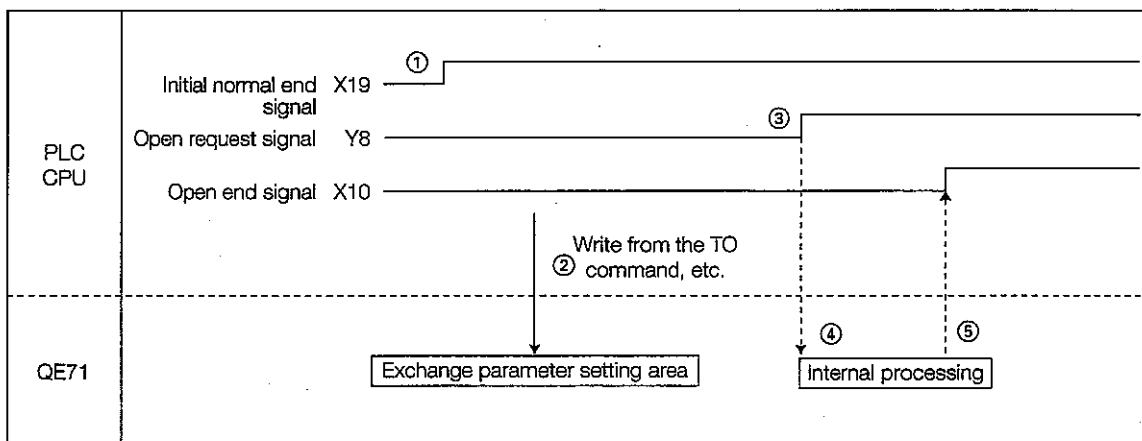 ①
Initial normal end X19
signal
③
Open request signal Y8
PLC
CPU
Open end signal X10
Write from the TO
② command, etc.
④ ⑤
QE71
Exchange parameter setting area Internal processing